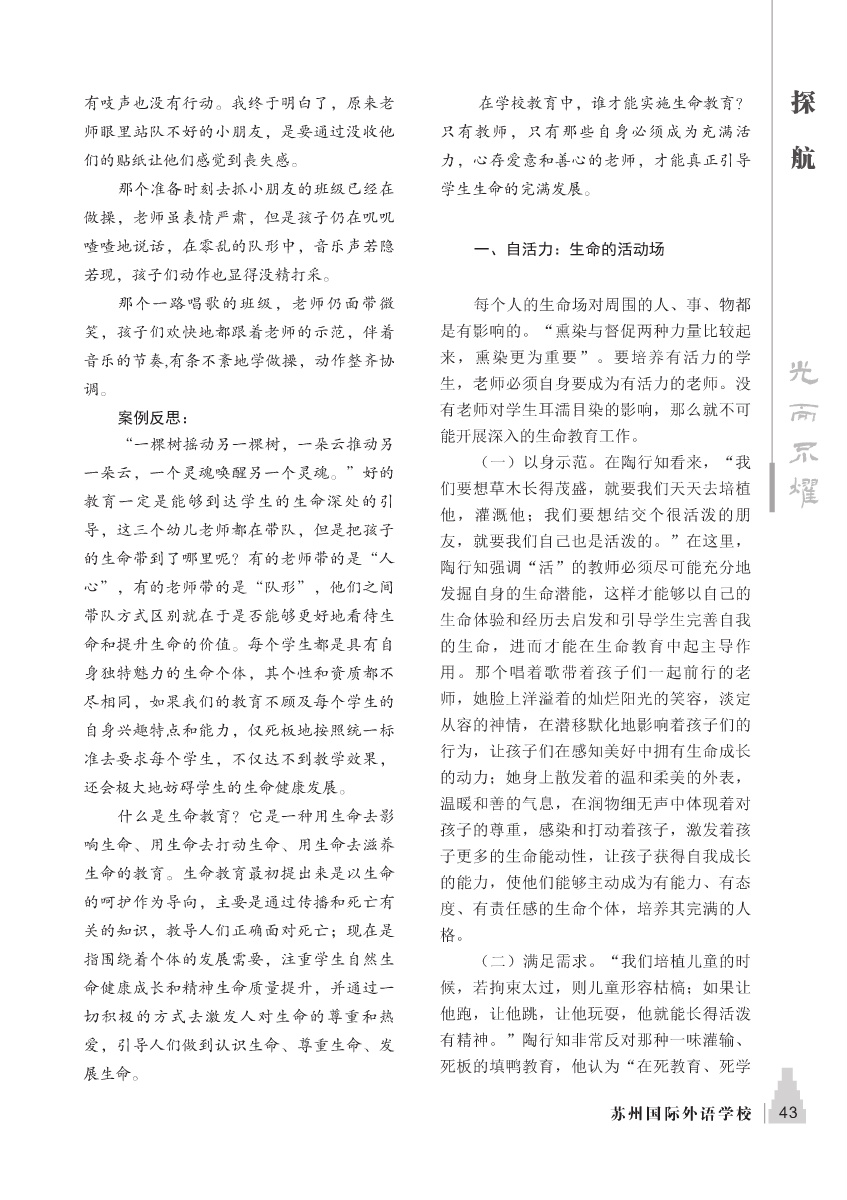 有吱声也没有行动。我终于明白了，原来老
师眼里站队不好的小朋友，是要通过没收他
们的贴纸让他们感觉到丧失感。
那个准备时刻去抓小朋友的班级已经在
做操，老师虽表情严肃，但是孩子仍在叽叽
喳喳地说话，在零乱的队形中，音乐声若隐
若现，孩子们动作也显得没精打采。
那个一路唱歌的班级，老师仍面带微
笑，孩子们欢快地都跟着老师的示范，伴着
音乐的节奏,有条不紊地学做操，动作整齐协
调。
案例反思：
“一棵树摇动另一棵树，一朵云推动另
一朵云，一个灵魂唤醒另一个灵魂。”好的
教育一定是能够到达学生的生命深处的引
导，这三个幼儿老师都在带队，但是把孩子
的生命带到了哪里呢？有的老师带的是“人
心”，有的老师带的是“队形”，他们之间
带队方式区别就在于是否能够更好地看待生
命和提升生命的价值。每个学生都是具有自
身独特魅力的生命个体，其个性和资质都不
尽相同，如果我们的教育不顾及每个学生的
自身兴趣特点和能力，仅死板地按照统一标
准去要求每个学生，不仅达不到教学效果，
还会极大地妨碍学生的生命健康发展。
什么是生命教育？它是一种用生命去影
响生命、用生命去打动生命、用生命去滋养
生命的教育。生命教育最初提出来是以生命
的呵护作为导向，主要是通过传播和死亡有
关的知识，教导人们正确面对死亡；现在是
指围绕着个体的发展需要，注重学生自然生
命健康成长和精神生命质量提升，并通过一
切积极的方式去激发人对生命的尊重和热
爱，引导人们做到认识生命、尊重生命、发
展生命。
在学校教育中，谁才能实施生命教育？
只有教师，只有那些自身必须成为充满活
力，心存爱意和善心的老师，才能真正引导
学生生命的完满发展。
一、自活力：生命的活动场
每个人的生命场对周围的人、事、物都
是有影响的。“熏染与督促两种力量比较起
来，熏染更为重要”。要培养有活力的学
生，老师必须自身要成为有活力的老师。没
有老师对学生耳濡目染的影响，那么就不可
能开展深入的生命教育工作。
（一）以身示范。在陶行知看来，“我
们要想草木长得茂盛，就要我们天天去培植
他，灌溉他；我们要想结交个很活泼的朋
友，就要我们自己也是活泼的。”在这里，
陶行知强调“活”的教师必须尽可能充分地
发掘自身的生命潜能，这样才能够以自己的
生命体验和经历去启发和引导学生完善自我
的生命，进而才能在生命教育中起主导作
用。那个唱着歌带着孩子们一起前行的老
师，她脸上洋溢着的灿烂阳光的笑容，淡定
从容的神情，在潜移默化地影响着孩子们的
行为，让孩子们在感知美好中拥有生命成长
的动力；她身上散发着的温和柔美的外表，
温暖和善的气息，在润物细无声中体现着对
孩子的尊重，感染和打动着孩子，激发着孩
子更多的生命能动性，让孩子获得自我成长
的能力，使他们能够主动成为有能力、有态
度、有责任感的生命个体，培养其完满的人
格。
（二）满足需求。“我们培植儿童的时
候，若拘束太过，则儿童形容枯槁；如果让
他跑，让他跳，让他玩耍，他就能长得活泼
有精神。”陶行知非常反对那种一味灌输、
死板的填鸭教育，他认为“在死教育、死学
探航
光而不耀
苏州国际外语学校 43